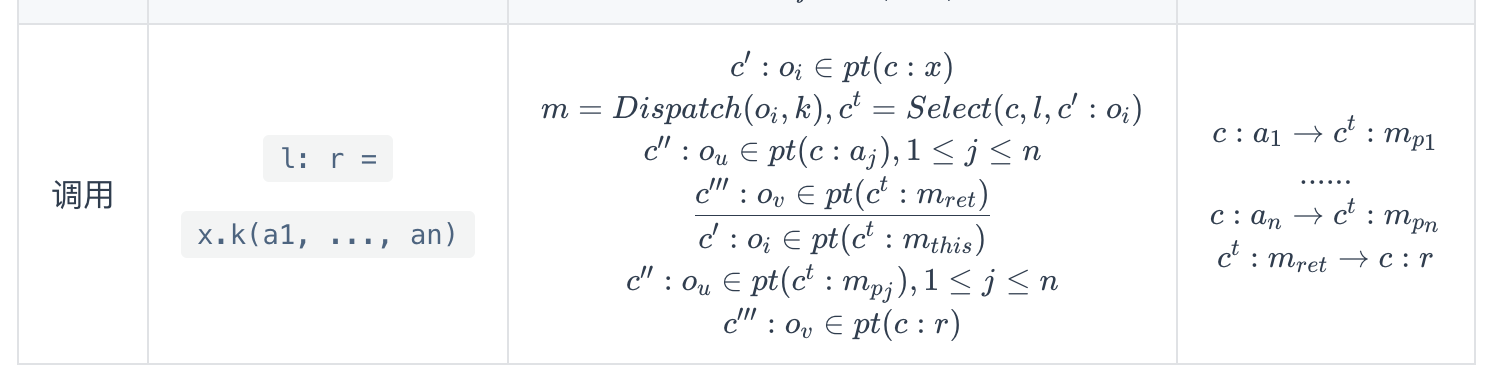 调用
l: r =
x.k(a1, ..., an)
c′ : oᵢ ∈ pt(c : x)
m = Dispatch(oᵢ, k), cᵗ = Select(c, l, c′ : oᵢ)
c′′ : oᵤ ∈ pt(c : aⱼ), 1 ≤ j ≤ n
c′′′ : oᵥ ∈ pt(cᵗ : m_ret)
c′ : oᵢ ∈ pt(cᵗ : m_this)
c′′ : oᵤ ∈ pt(cᵗ : m_pj), 1 ≤ j ≤ n
c′′′ : oᵥ ∈ pt(c : r)
c : a₁ → cᵗ : m_p1
......
c : aₙ → cᵗ : m_pn
cᵗ : m_ret → c : r